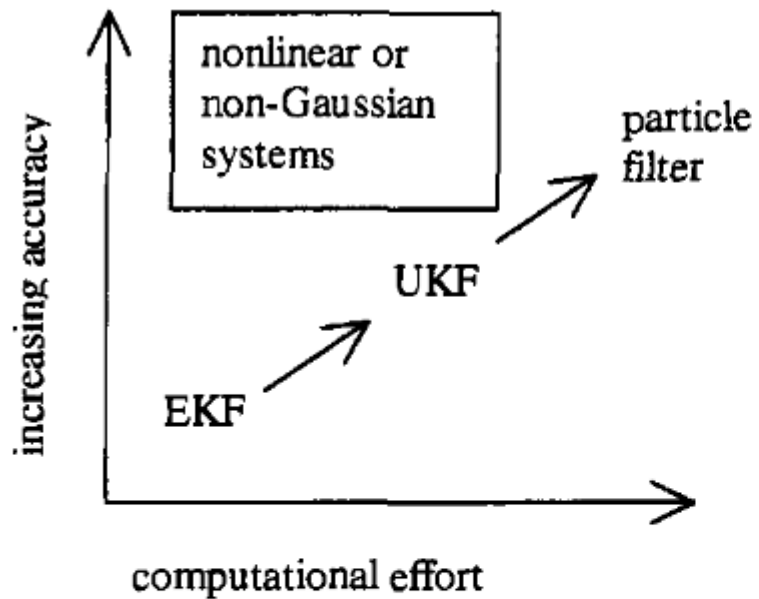 nonlinear or
non-Gaussian
systems
particle
filter
UKF
EKF
increasing accuracy
computational effort